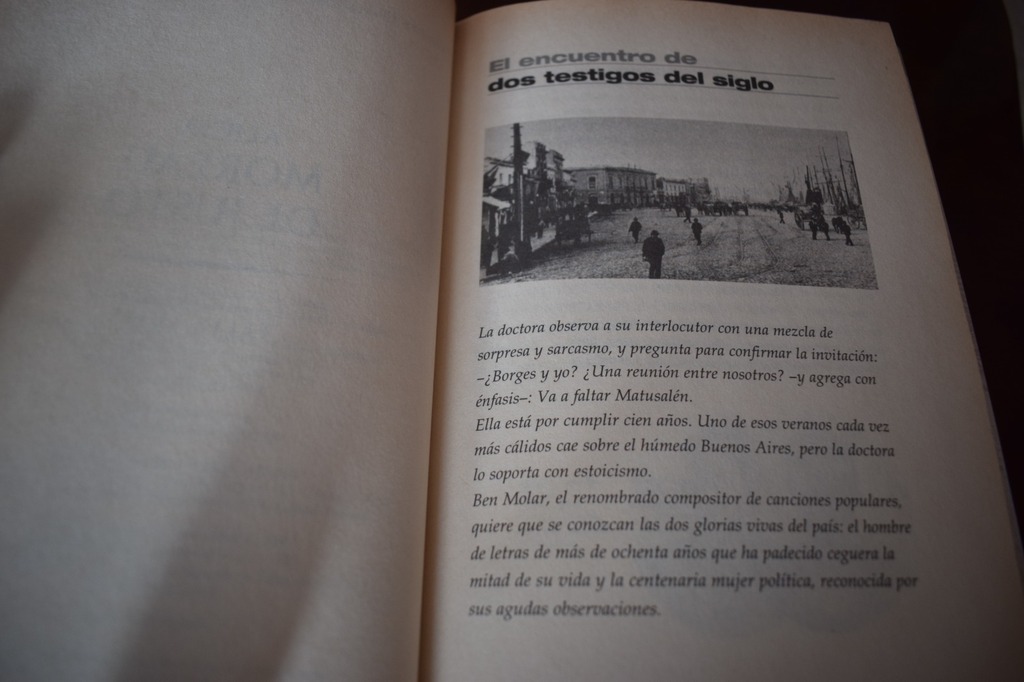 El encuentro de
dos testigos del siglo
La doctora observa a su interlocutor con una mezcla de
sorpresa y sarcasmo, y pregunta para confirmar la invitación:
–¿Borges y yo? ¿Una reunión entre nosotros? –y agrega con
énfasis–: Va a faltar Matusalén.
Ella está por cumplir cien años. Uno de esos veranos cada vez
más cálidos cae sobre el húmedo Buenos Aires, pero la doctora
lo soporta con estoicismo.
Ben Molar, el renombrado compositor de canciones populares,
quiere que se conozcan las dos glorias vivas del país: el hombre
de letras de más de ochenta años que ha padecido ceguera la
mitad de su vida y la centenaria mujer política, reconocida por
sus agudas observaciones.